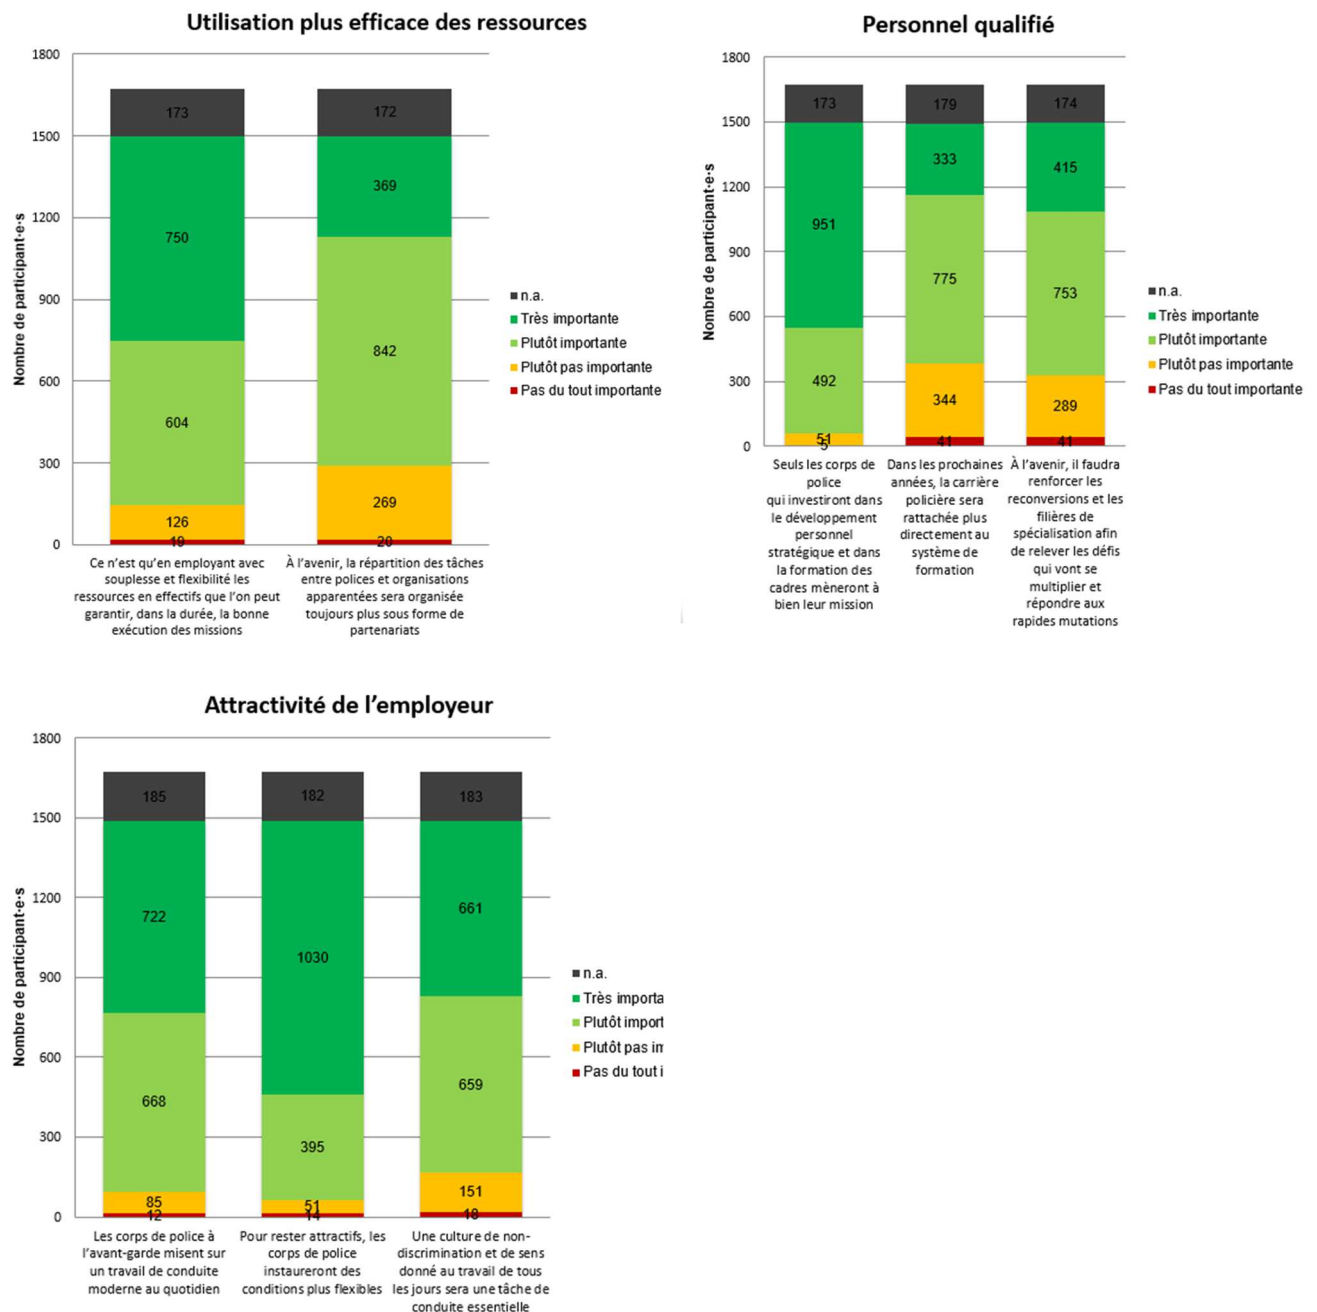 Utilisation plus efficace des ressources
1800
1500
1200
900
600
300
0
Nombre de participant·e·s
173
750
604
126
19
172
369
842
269
20
n.a.
Très importante
Plutôt importante
Plutôt pas importante
Pas du tout importante
Ce n’est qu’en employant avec
souplesse et flexibilité les
ressources en effectifs que l’on peut
garantir, dans la durée, la bonne
exécution des missions
À l’avenir, la répartition des tâches
entre polices et organisations
apparentées sera organisée
toujours plus sous forme de
partenariats
Personnel qualifié
1800
1500
1200
900
600
300
0
Nombre de participant·e·s
173
951
492
51
5
179
333
775
344
41
174
415
753
289
41
n.a.
Très importante
Plutôt importante
Plutôt pas importante
Pas du tout importante
Seuls les corps de
police
qui investiront dans
le développement
personnel
stratégique et dans
la formation des
cadres mèneront à
bien leur mission
Dans les prochaines
années, la carrière
policière sera
rattachée plus
directement au
système de
formation
À l’avenir, il faudra
renforcer les
reconversions et les
filières de
spécialisation afin
de relever les défis
qui vont se
multiplier et
répondre aux
rapides mutations
Attractivité de l’employeur
1800
1500
1200
900
600
300
0
Nombre de participant·e·s
185
722
668
85
12
182
1030
395
51
14
183
661
659
151
18
n.a.
Très importa
Plutôt import
Plutôt pas im
Pas du tout i
Les corps de police à
l’avant-garde misent sur
un travail de conduite
moderne au quotidien
Pour rester attractifs, les
corps de police
instaureront des
conditions plus flexibles
Une culture de non-
discrimination et de sens
donné au travail de tous
les jours sera une tâche de
conduite essentielle